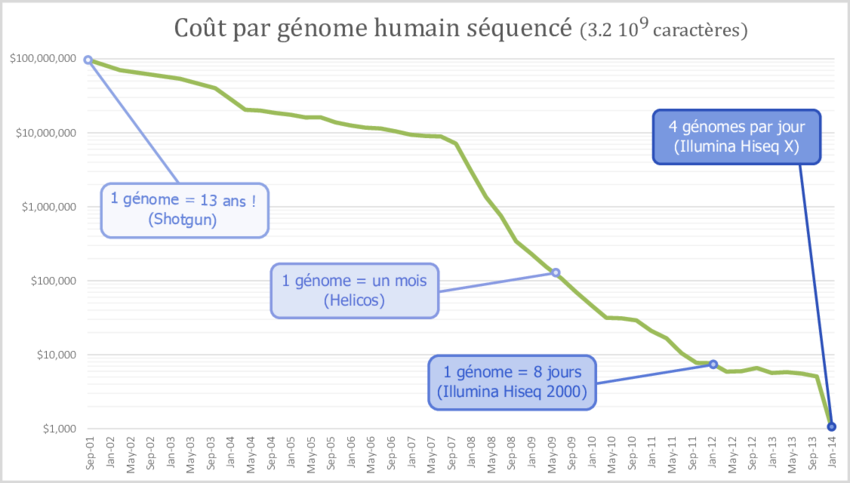 Coût par génome humain séquencé (3.2 10⁹ caractères)
$100,000,000
$10,000,000
$1,000,000
$100,000
$10,000
$1,000
1 génome = 13 ans !
(Shotgun)
1 génome = un mois
(Helicos)
1 génome = 8 jours
(Illumina Hiseq 2000)
4 génomes par jour
(Illumina Hiseq X)
Sep-01
Jan-02
May-02
Sep-02
Jan-03
May-03
Sep-03
Jan-04
May-04
Sep-04
Jan-05
May-05
Sep-05
Jan-06
May-06
Sep-06
Jan-07
May-07
Sep-07
Jan-08
May-08
Sep-08
Jan-09
May-09
Sep-09
Jan-10
May-10
Sep-10
Jan-11
May-11
Sep-11
Jan-12
May-12
Sep-12
Jan-13
May-13
Sep-13
Jan-14